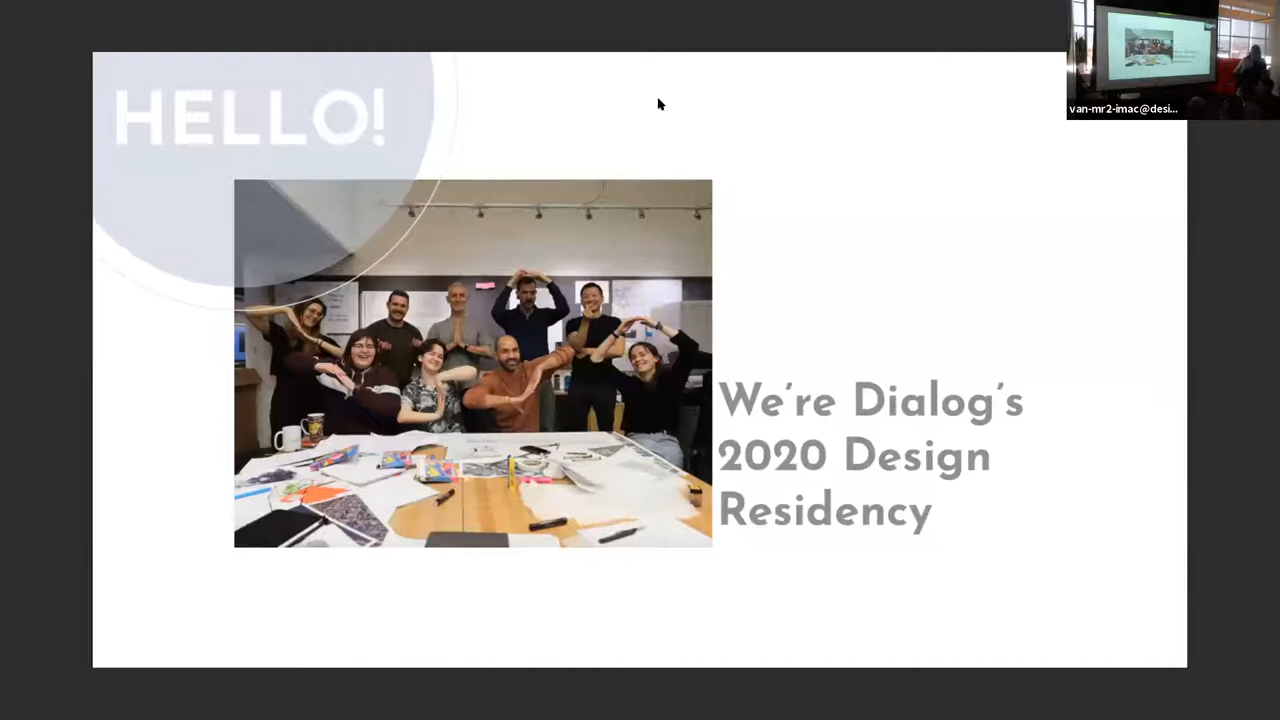 HELLO!
van-mr2-imac@desi...
We're Dialog's
2020 Design
Residency